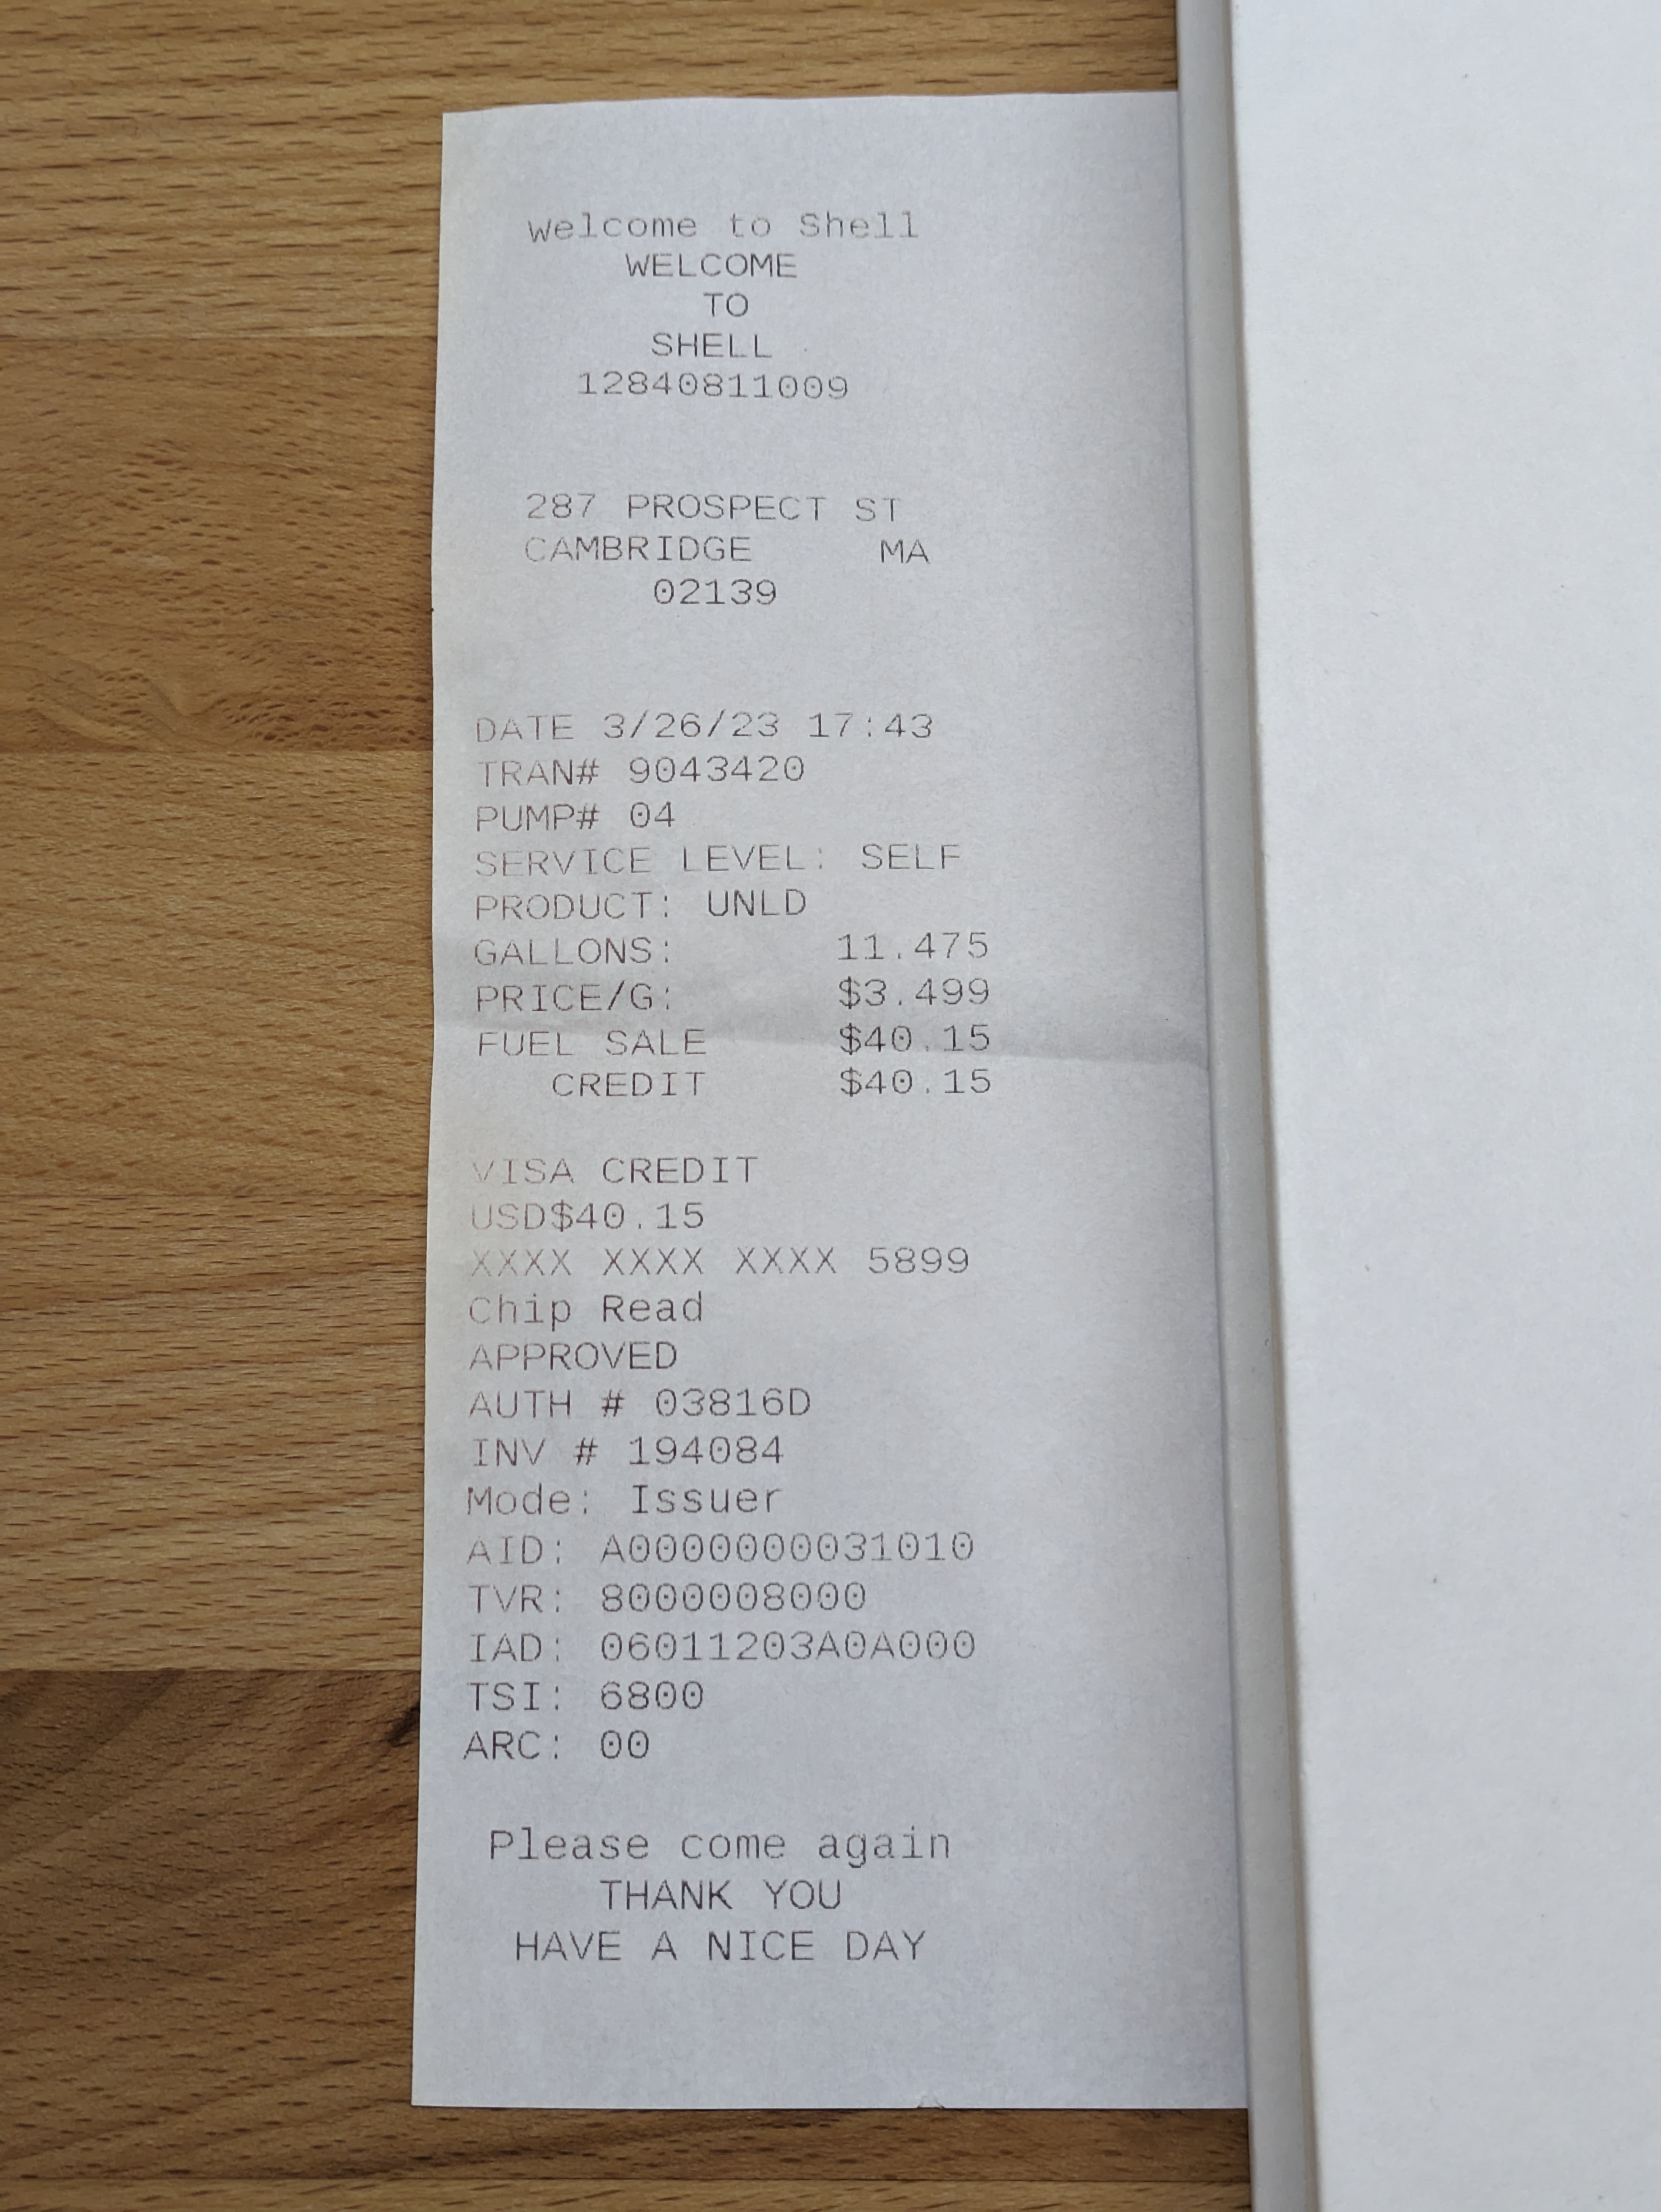 Welcome to Shell
WELCOME
TO
SHELL
12840811009
287 PROSPECT ST
CAMBRIDGE MA
02139
DATE 3/26/23 17:43
TRAN# 9043420
PUMP# 04
SERVICE LEVEL: SELF
PRODUCT: UNLD
GALLONS: 11.475
PRICE/G: $3.499
FUEL SALE $40.15
CREDIT $40.15
VISA CREDIT
USD$40.15
XXXX XXXX XXXX 5899
Chip Read
APPROVED
AUTH # 03816D
INV # 194084
Mode: Issuer
AID: A0000000031010
TVR: 8000008000
IAD: 06011203A0A000
TSI: 6800
ARC: 00
Please come again
THANK YOU
HAVE A NICE DAY